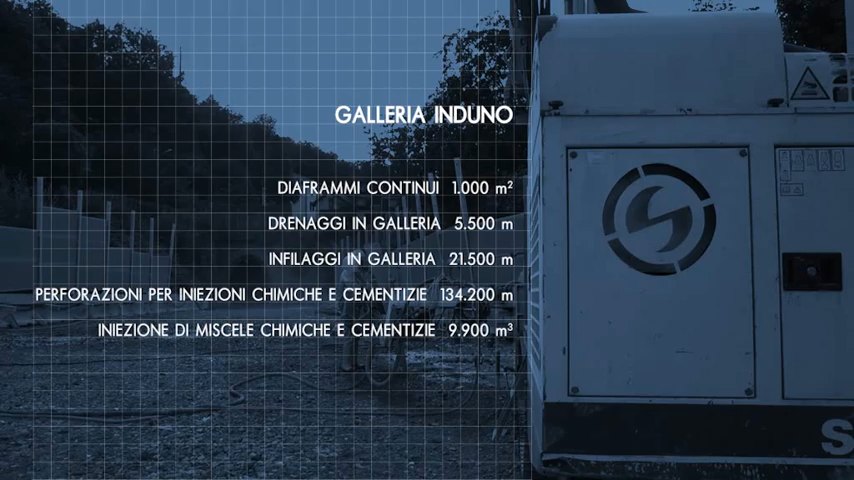 GALLERIA INDUNO
DIAFRAMMI CONTINUI 1.000 m²
DRENAGGI IN GALLERIA 5.500 m
INFILAGGI IN GALLERIA 21.500 m
PERFORAZIONI PER INIEZIONI CHIMICHE E CEMENTIZIE 134.200 m
INIEZIONE DI MISCELE CHIMICHE E CEMENTIZIE 9.900 m³
S